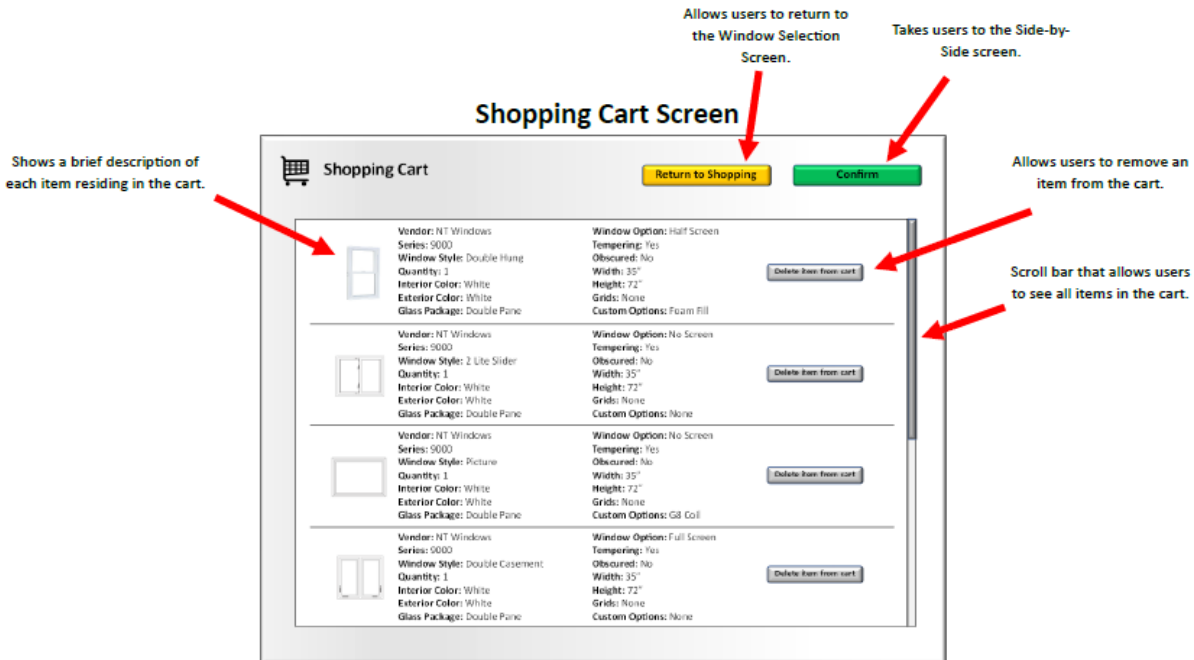 Allows users to return to
the Window Selection
Screen.
Takes users to the Side-by-
Side screen.
Shopping Cart Screen
Shows a brief description of
each item residing in the cart.
Shopping Cart
Return to Shopping
Confirm
Allows users to remove an
item from the cart.
Scroll bar that allows users
to see all items in the cart.
Vendor: NT Windows
Series: 9000
Window Style: Double Hung
Quantity: 1
Interior Color: White
Exterior Color: White
Glass Package: Double Pane
Window Option: Half Screen
Tempering: Yes
Obscured: No
Width: 35"
Height: 72"
Grids: None
Custom Options: Foam Fill
Delete item from cart
Vendor: NT Windows
Series: 9000
Window Style: 2 Lite Slider
Quantity: 1
Interior Color: White
Exterior Color: White
Glass Package: Double Pane
Window Option: No Screen
Tempering: Yes
Obscured: No
Width: 35"
Height: 72"
Grids: None
Custom Options: None
Delete item from cart
Vendor: NT Windows
Series: 9000
Window Style: Picture
Quantity: 1
Interior Color: White
Exterior Color: White
Glass Package: Double Pane
Window Option: No Screen
Tempering: Yes
Obscured: No
Width: 35"
Height: 72"
Grids: None
Custom Options: G8 Coil
Delete item from cart
Vendor: NT Windows
Series: 9000
Window Style: Double Casement
Quantity: 1
Interior Color: White
Exterior Color: White
Glass Package: Double Pane
Window Option: Full Screen
Tempering: Yes
Obscured: No
Width: 35"
Height: 72"
Grids: None
Custom Options: None
Delete item from cart